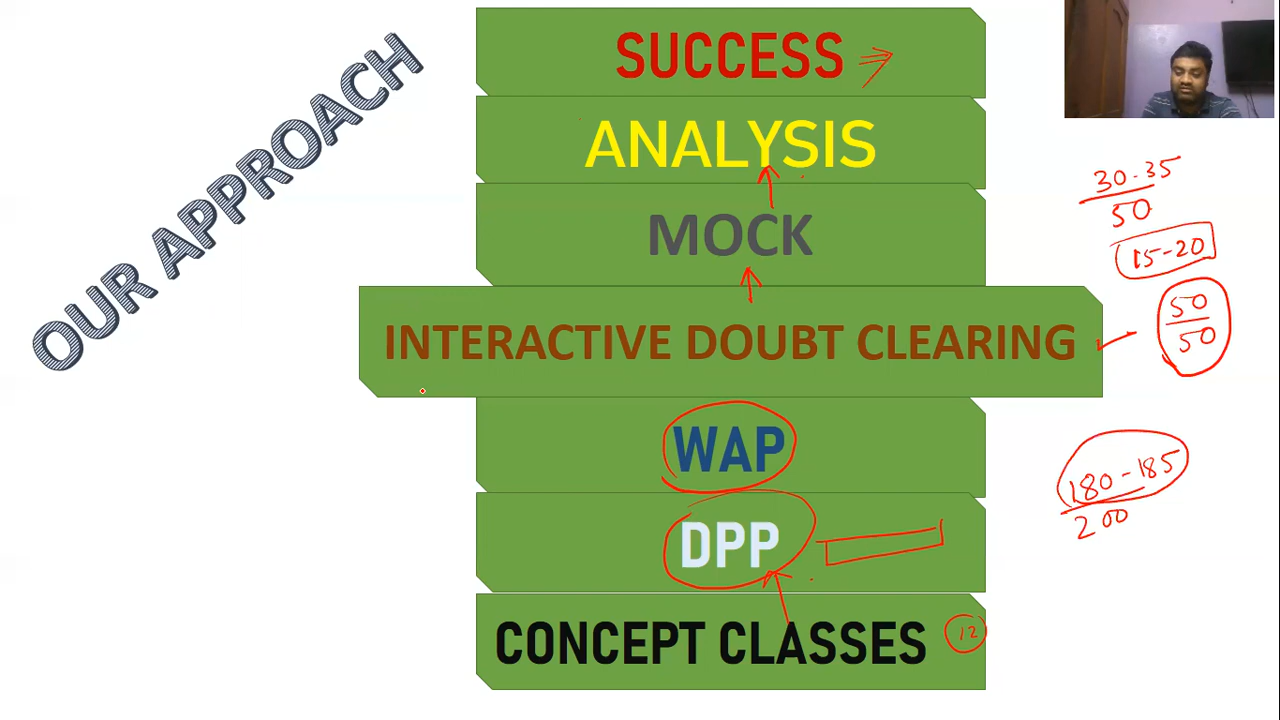 OUR APPROACH
SUCCESS
ANALYSIS
MOCK
INTERACTIVE DOUBT CLEARING
WAP
DPP
CONCEPT CLASSES
12
30-35
50
15-20
50
50
180-185
200